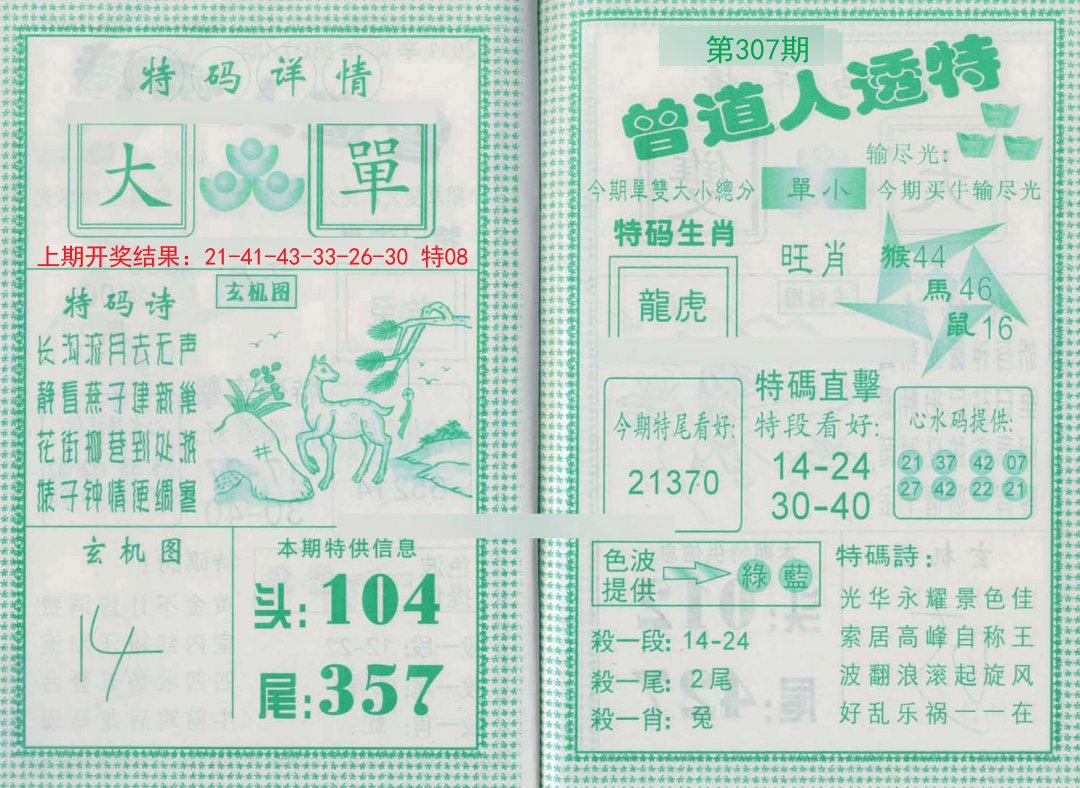 特码详情
大 單
上期开奖结果：21-41-43-33-26-30 特08
特码诗
长沟流月去无声
静看燕子建新巢
花街柳巷到处游
婊子钟情便绸寥
玄机图
井
玄机图
14
本期特供信息
头:104
尾:357
第307期
曾道人透特
输尽光:
今期單雙大小總分 單小 今期买牛输尽光
特码生肖
龍虎
旺肖
猴44
馬46
鼠16
特碼直擊
今期特尾看好:
21370
特段看好:
14-24
30-40
心水码提供:
21 37 42 07
27 42 22 21
色波提供 綠 藍
殺一段: 14-24
殺一尾: 2尾
殺一肖: 兔
特碼詩:
光华永耀景色佳
索居高峰自称王
波翻浪滚起旋风
好乱乐祸一一在